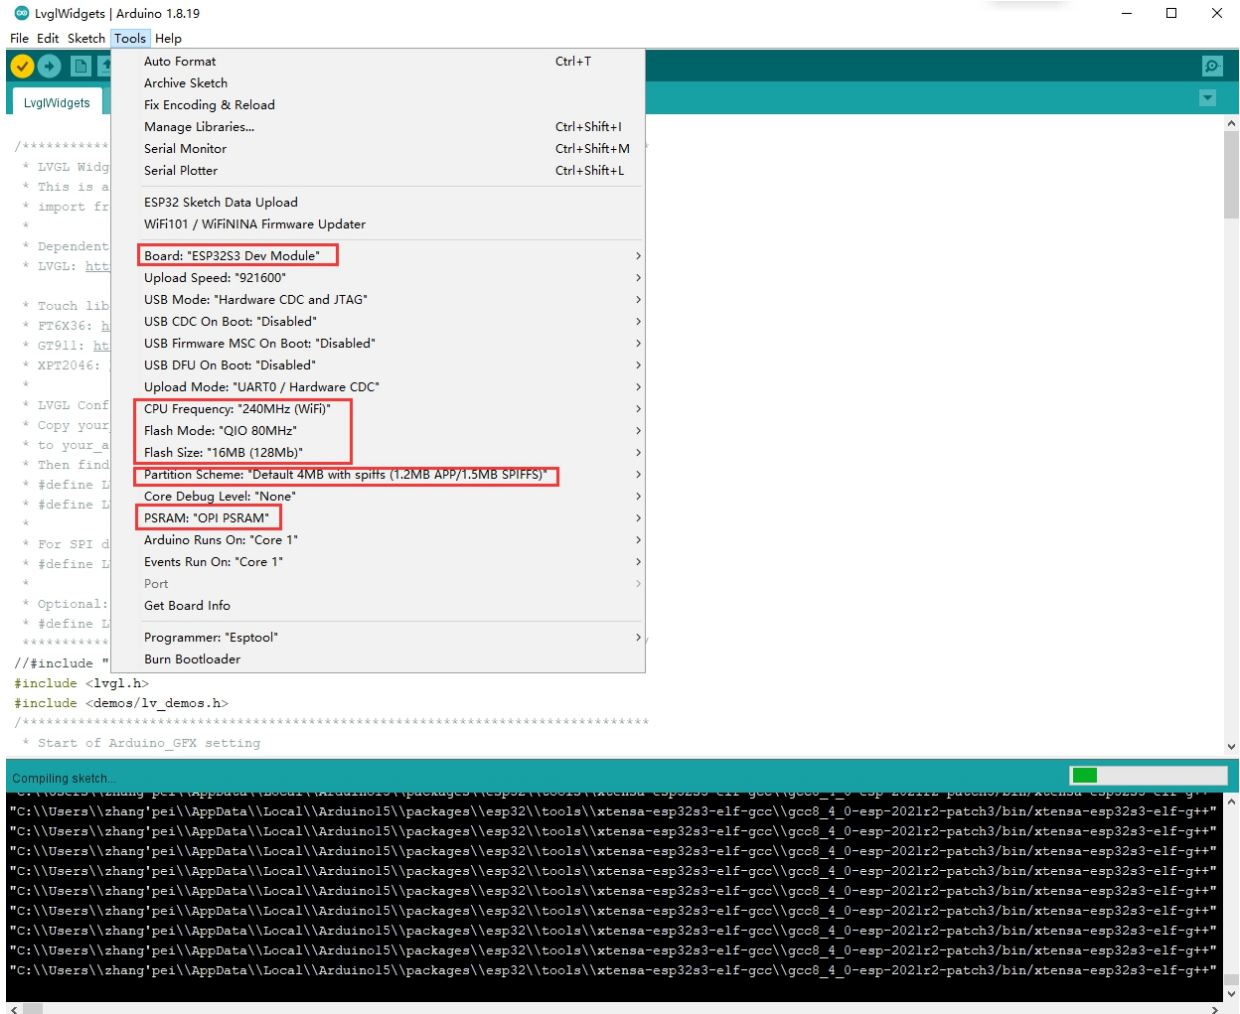 LvglWidgets | Arduino 1.8.19
File Edit Sketch Tools Help
LvglWidgets
Auto Format Ctrl+T
Archive Sketch
Fix Encoding & Reload
Manage Libraries... Ctrl+Shift+I
Serial Monitor Ctrl+Shift+M
Serial Plotter Ctrl+Shift+L
ESP32 Sketch Data Upload
WiFi101 / WiFiNINA Firmware Updater
Board: "ESP32S3 Dev Module"
Upload Speed: "921600"
USB Mode: "Hardware CDC and JTAG"
USB CDC On Boot: "Disabled"
USB Firmware MSC On Boot: "Disabled"
USB DFU On Boot: "Disabled"
Upload Mode: "UART0 / Hardware CDC"
CPU Frequency: "240MHz (WiFi)"
Flash Mode: "QIO 80MHz"
Flash Size: "16MB (128Mb)"
Partition Scheme: "Default 4MB with spiffs (1.2MB APP/1.5MB SPIFFS)"
Core Debug Level: "None"
PSRAM: "OPI PSRAM"
Arduino Runs On: "Core 1"
Events Run On: "Core 1"
Port
Get Board Info
Programmer: "Esptool"
Burn Bootloader
/***********
* LVGL Widg
* This is a
* import fr
*
* Dependent
* LVGL: htt
* Touch lib
* FT6X36: h
* GT911: ht
* XPT2046:
*
* LVGL Conf
* Copy your
* to your_a
* Then find
* #define L
* #define L
*
* For SPI d
* #define L
*
* Optional:
* #define L
***********
//#include "
#include <lvgl.h>
#include <demos/lv_demos.h>
/*******************************************************************************
* Start of Arduino_GFX setting
Compiling sketch...
"C:\\Users\\zhang'pei\\AppData\\Local\\Arduino15\\packages\\esp32\\tools\\xtensa-esp32s3-elf-gcc\\gcc8_4_0-esp-2021r2-patch3/bin/xtensa-esp32s3-elf-g++"
"C:\\Users\\zhang'pei\\AppData\\Local\\Arduino15\\packages\\esp32\\tools\\xtensa-esp32s3-elf-gcc\\gcc8_4_0-esp-2021r2-patch3/bin/xtensa-esp32s3-elf-g++"
"C:\\Users\\zhang'pei\\AppData\\Local\\Arduino15\\packages\\esp32\\tools\\xtensa-esp32s3-elf-gcc\\gcc8_4_0-esp-2021r2-patch3/bin/xtensa-esp32s3-elf-g++"
"C:\\Users\\zhang'pei\\AppData\\Local\\Arduino15\\packages\\esp32\\tools\\xtensa-esp32s3-elf-gcc\\gcc8_4_0-esp-2021r2-patch3/bin/xtensa-esp32s3-elf-g++"
"C:\\Users\\zhang'pei\\AppData\\Local\\Arduino15\\packages\\esp32\\tools\\xtensa-esp32s3-elf-gcc\\gcc8_4_0-esp-2021r2-patch3/bin/xtensa-esp32s3-elf-g++"
"C:\\Users\\zhang'pei\\AppData\\Local\\Arduino15\\packages\\esp32\\tools\\xtensa-esp32s3-elf-gcc\\gcc8_4_0-esp-2021r2-patch3/bin/xtensa-esp32s3-elf-g++"
"C:\\Users\\zhang'pei\\AppData\\Local\\Arduino15\\packages\\esp32\\tools\\xtensa-esp32s3-elf-gcc\\gcc8_4_0-esp-2021r2-patch3/bin/xtensa-esp32s3-elf-g++"
"C:\\Users\\zhang'pei\\AppData\\Local\\Arduino15\\packages\\esp32\\tools\\xtensa-esp32s3-elf-gcc\\gcc8_4_0-esp-2021r2-patch3/bin/xtensa-esp32s3-elf-g++"
"C:\\Users\\zhang'pei\\AppData\\Local\\Arduino15\\packages\\esp32\\tools\\xtensa-esp32s3-elf-gcc\\gcc8_4_0-esp-2021r2-patch3/bin/xtensa-esp32s3-elf-g++"